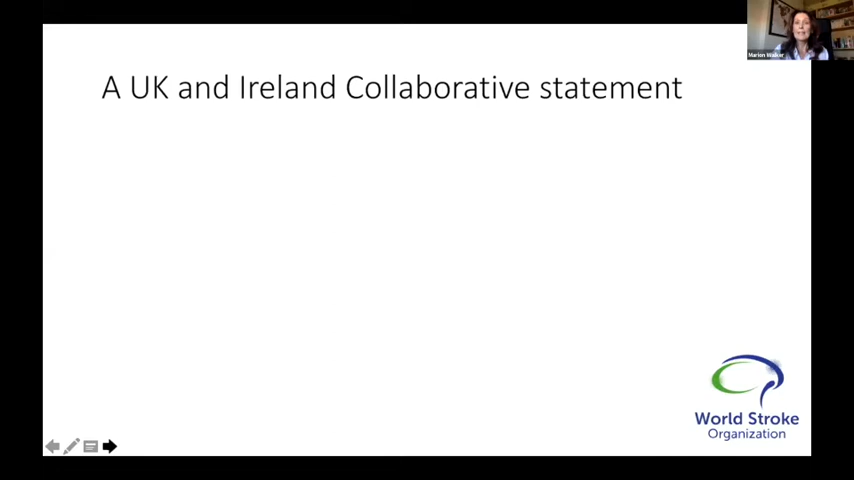 Marion Walker
A UK and Ireland Collaborative statement
World Stroke
Organization